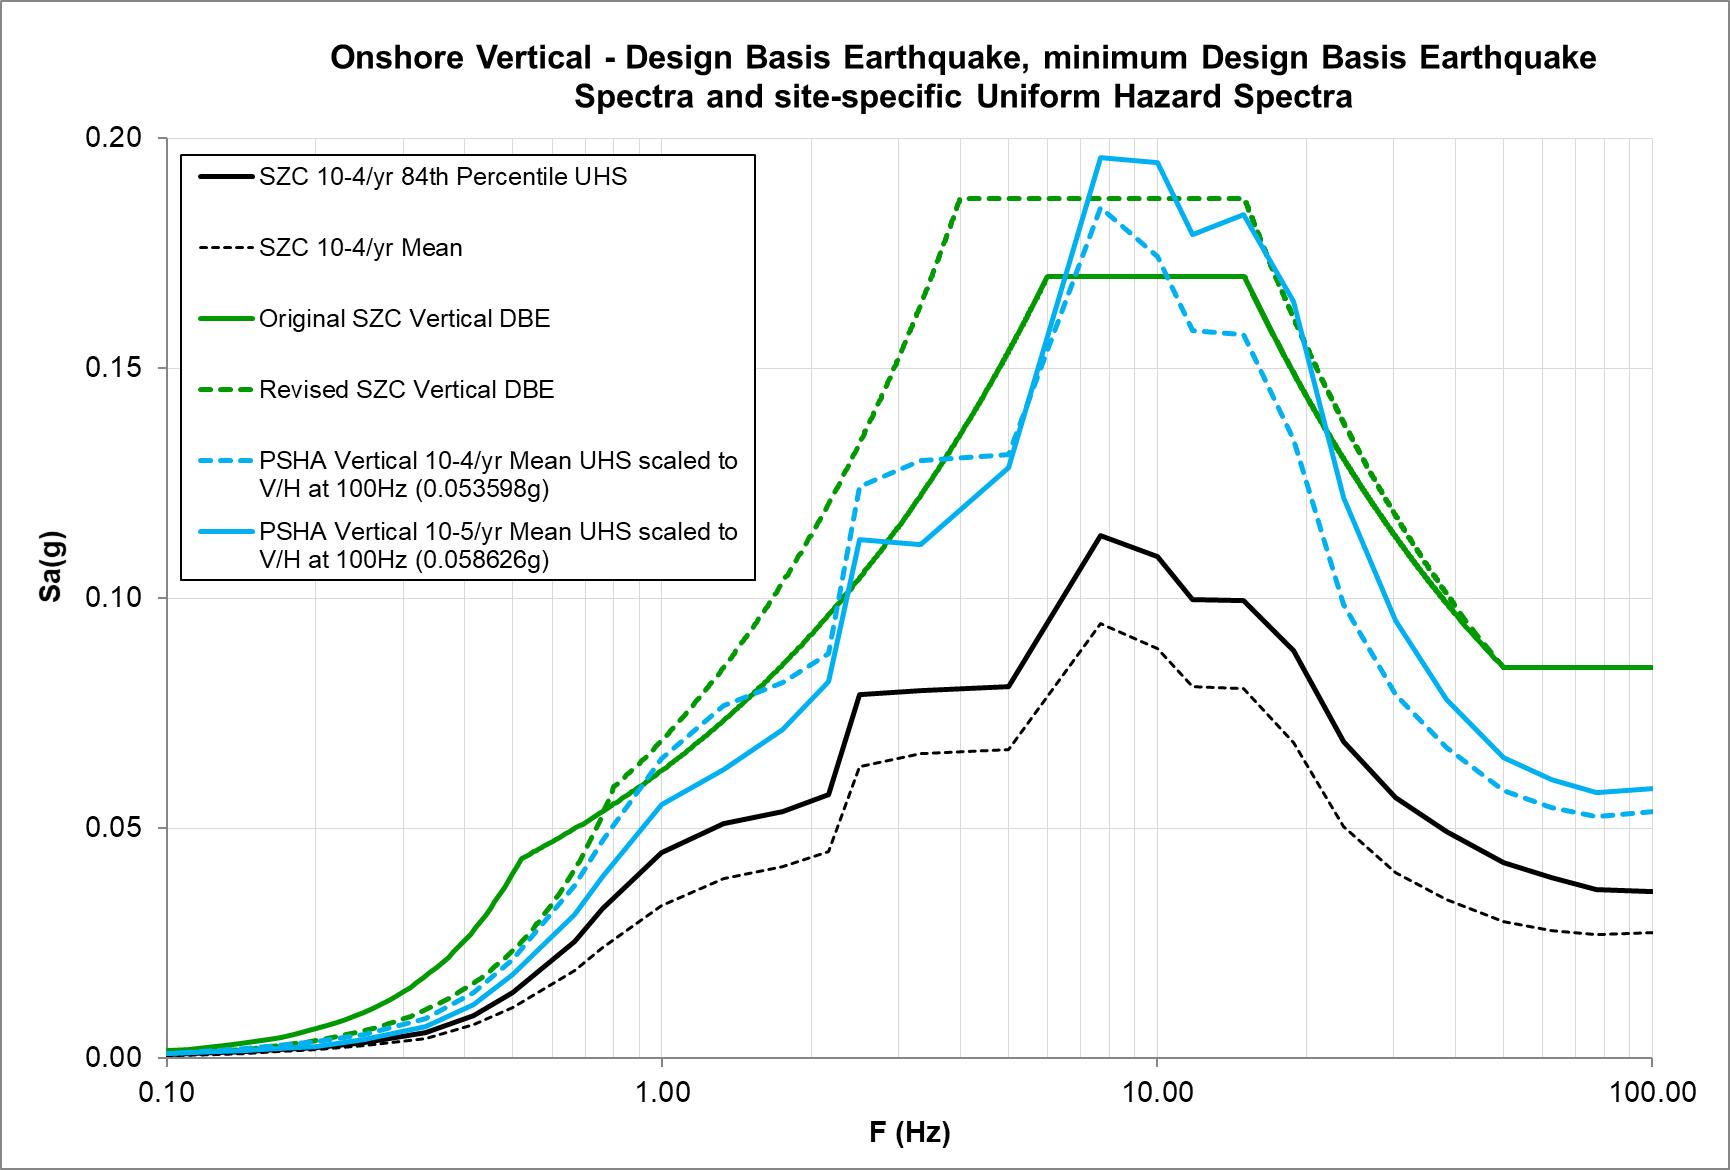 Onshore Vertical - Design Basis Earthquake, minimum Design Basis Earthquake
Spectra and site-specific Uniform Hazard Spectra
0.20
0.15
0.10
0.05
0.00
Sa(g)
SZC 10-4/yr 84th Percentile UHS
SZC 10-4/yr Mean
Original SZC Vertical DBE
Revised SZC Vertical DBE
PSHA Vertical 10-4/yr Mean UHS scaled to
V/H at 100Hz (0.053598g)
PSHA Vertical 10-5/yr Mean UHS scaled to
V/H at 100Hz (0.058626g)
0.10
1.00
10.00
100.00
F (Hz)